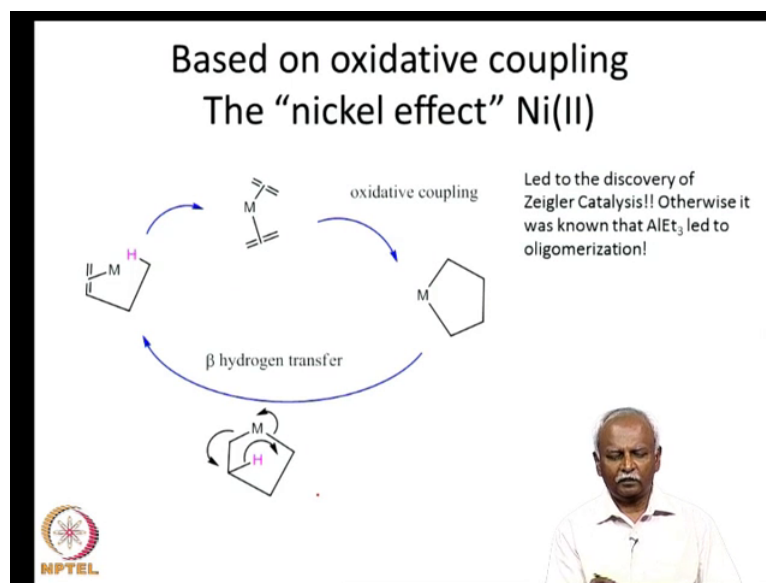 Based on oxidative coupling
The “nickel effect” Ni(II)
oxidative coupling
Led to the discovery of
Zeigler Catalysis!! Otherwise it
was known that AlEt₃ led to
oligomerization!
M
H
M
M
β hydrogen transfer
M
H
NPTEL